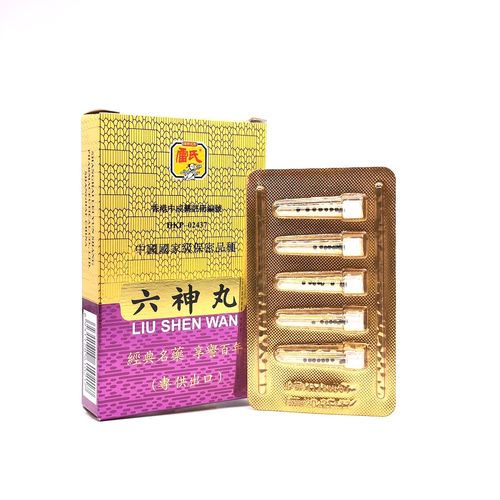 雷氏
香港中成藥註冊編號
HKP-02437
中國國家級保密品種
六神丸
LIU SHEN WAN
經典名藥 享譽百年
(專供出口)